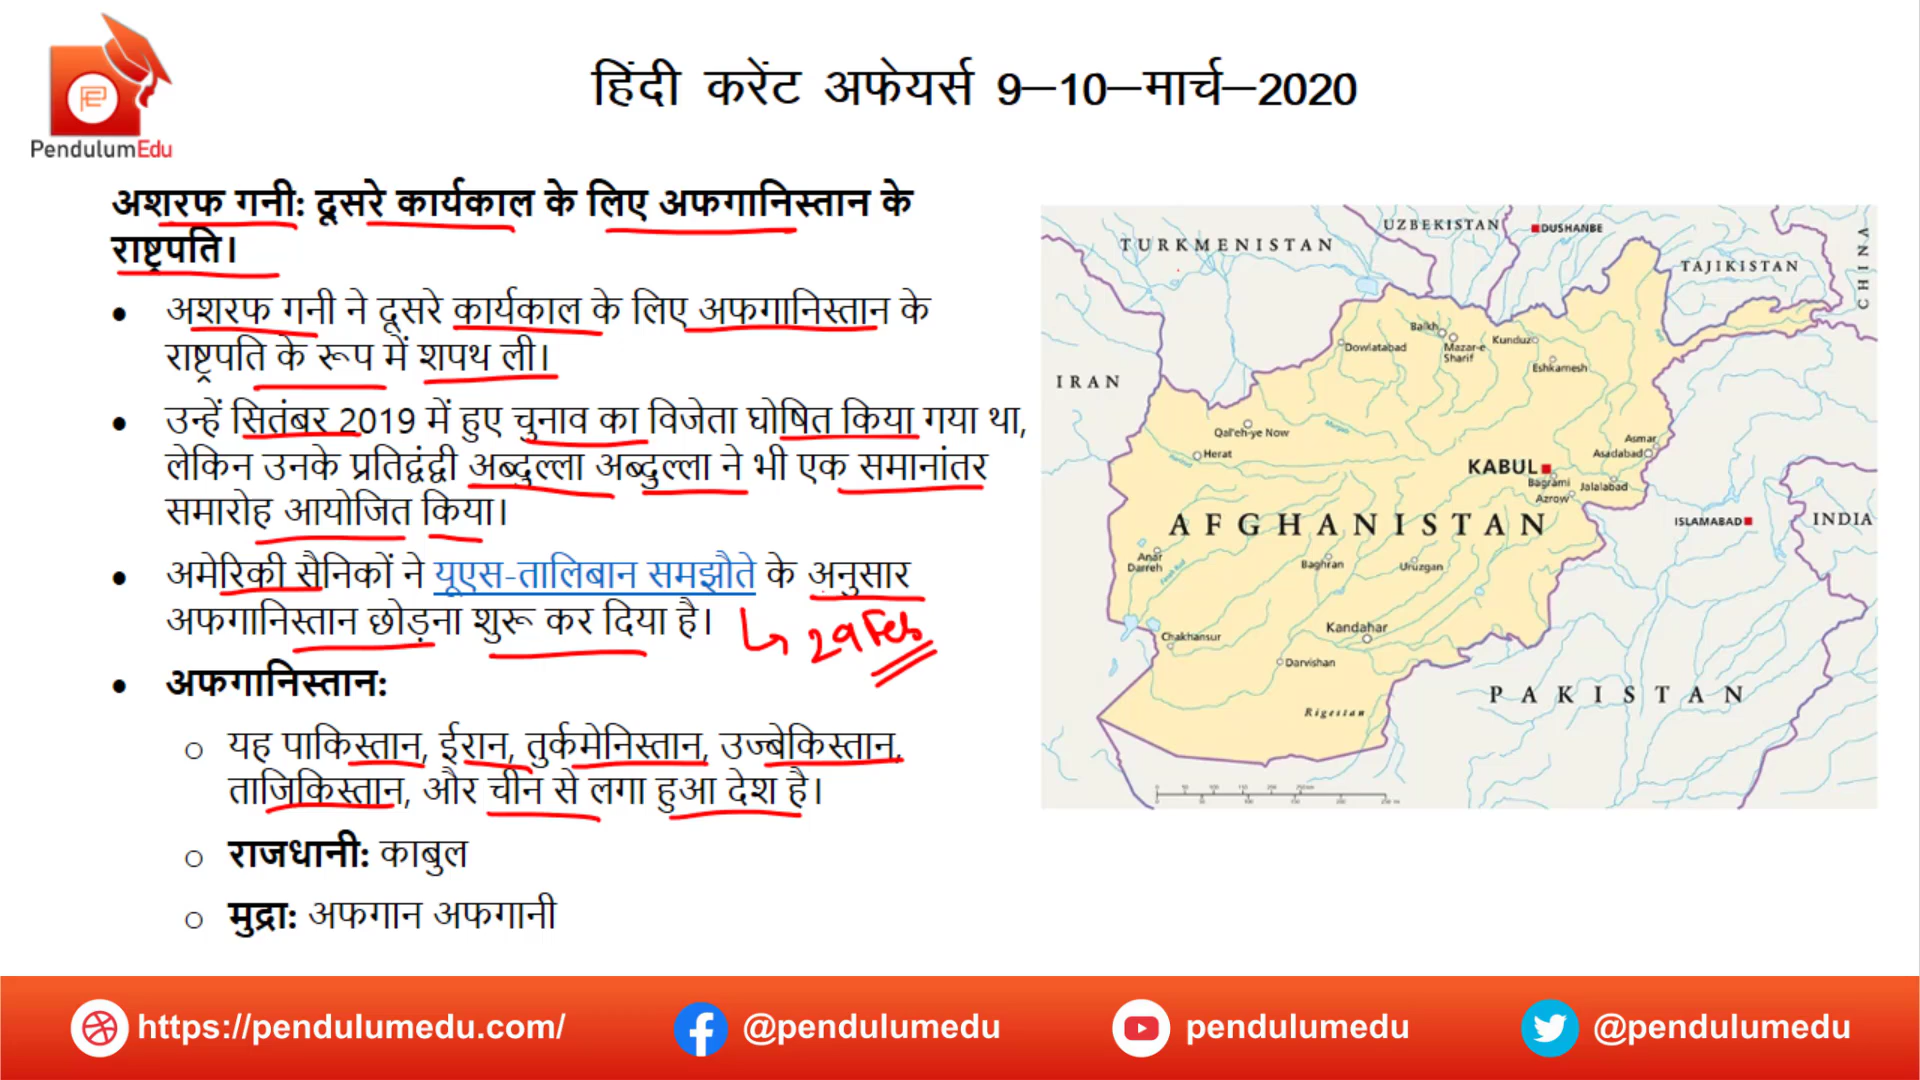 हिंदी करेंट अफेयर्स 9–10–मार्च–2020
PendulumEdu
अशरफ गनी: दूसरे कार्यकाल के लिए अफगानिस्तान के
राष्ट्रपति।
• अशरफ गनी ने दूसरे कार्यकाल के लिए अफगानिस्तान के
राष्ट्रपति के रूप में शपथ ली।
• उन्हें सितंबर 2019 में हुए चुनाव का विजेता घोषित किया गया था,
लेकिन उनके प्रतिद्वंद्वी अब्दुल्ला अब्दुल्ला ने भी एक समानांतर
समारोह आयोजित किया।
• अमेरिकी सैनिकों ने यूएस-तालिबान समझौते के अनुसार
अफगानिस्तान छोड़ना शुरू कर दिया है।
29 Feb
• अफगानिस्तान:
o यह पाकिस्तान, ईरान, तुर्कमेनिस्तान, उज्बेकिस्तान,
ताजिकिस्तान, और चीन से लगा हुआ देश है।
o राजधानी: काबुल
o मुद्रा: अफगान अफगानी
UZBEKISTAN
DUSHANBE
TURKMENISTAN
TAJIKISTAN
CHINA
Balkh
Dowlatabad
Mazar-e
Sharif
Kunduz
Eshkamesh
IRAN
Qal'eh-ye Now
Herat
Asmar
Asadabad
KABUL
Bagrami
Jalalabad
Azrow
AFGHANISTAN
ISLAMABAD
INDIA
Anar
Darreh
Baghran
Uruzgan
Chakhansur
Kandahar
Darvishan
Rigestan
PAKISTAN
https://pendulumedu.com/
@pendulumedu
pendulumedu
@pendulumedu